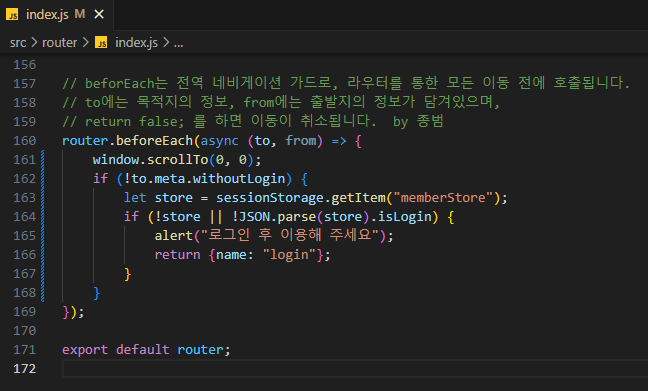 JS index.js M ×
src > router > JS index.js > ...
156
157 // beforEach는 전역 네비게이션 가드로, 라우터를 통한 모든 이동 전에 호출됩니다.
158 // to에는 목적지의 정보, from에는 출발지의 정보가 담겨있으며,
159 // return false; 를 하면 이동이 취소됩니다.  by 종범
160 router.beforeEach(async (to, from) => {
161     window.scrollTo(0, 0);
162     if (!to.meta.withoutLogin) {
163         let store = sessionStorage.getItem("memberStore");
164         if (!store || !JSON.parse(store).isLogin) {
165             alert("로그인 후 이용해 주세요");
166             return {name: "login"};
167         }
168     }
169 });
170
171 export default router;
172